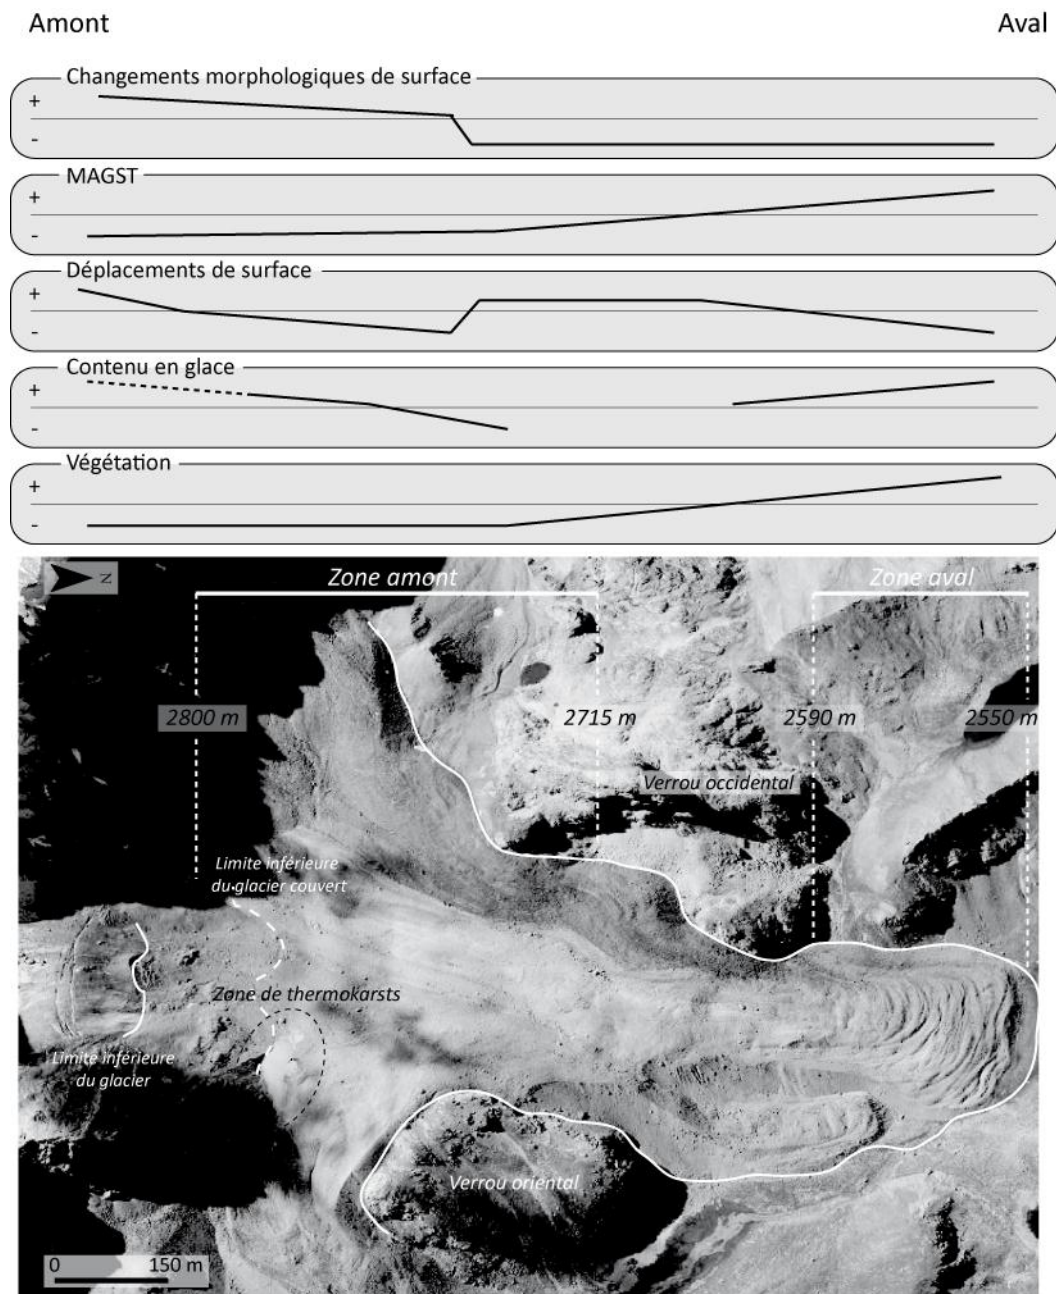 Amont
Aval
Changements morphologiques de surface
+
-
MAGST
+
-
Déplacements de surface
+
-
Contenu en glace
+
-
Végétation
+
-
N
Zone amont
Zone aval
2800 m
2715 m
2590 m
2550 m
Verrou occidental
Limite inférieure
du glacier couvert
Zone de thermokarsts
Limite inférieure
du glacier
Verrou oriental
0
150 m